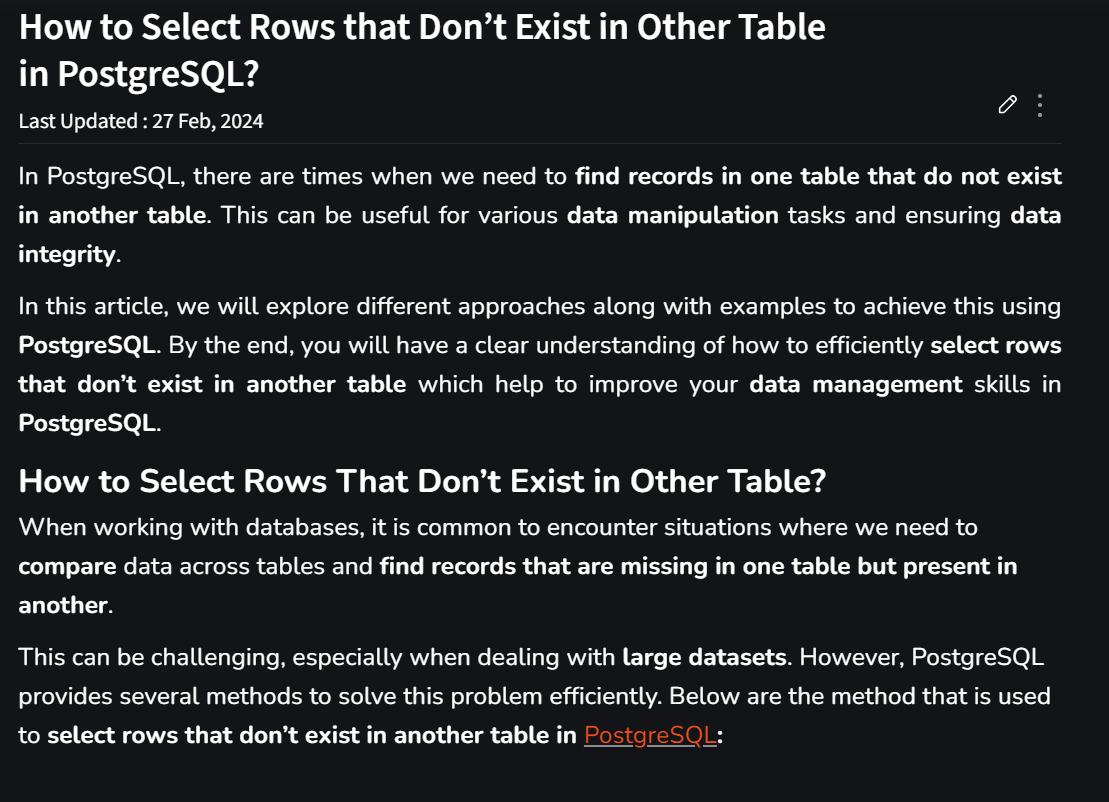 How to Select Rows that Don’t Exist in Other Table
in PostgreSQL?
Last Updated : 27 Feb, 2024
In PostgreSQL, there are times when we need to find records in one table that do not exist
in another table. This can be useful for various data manipulation tasks and ensuring data
integrity.
In this article, we will explore different approaches along with examples to achieve this using
PostgreSQL. By the end, you will have a clear understanding of how to efficiently select rows
that don’t exist in another table which help to improve your data management skills in
PostgreSQL.
How to Select Rows That Don’t Exist in Other Table?
When working with databases, it is common to encounter situations where we need to
compare data across tables and find records that are missing in one table but present in
another.
This can be challenging, especially when dealing with large datasets. However, PostgreSQL
provides several methods to solve this problem efficiently. Below are the method that is used
to select rows that don’t exist in another table in PostgreSQL: